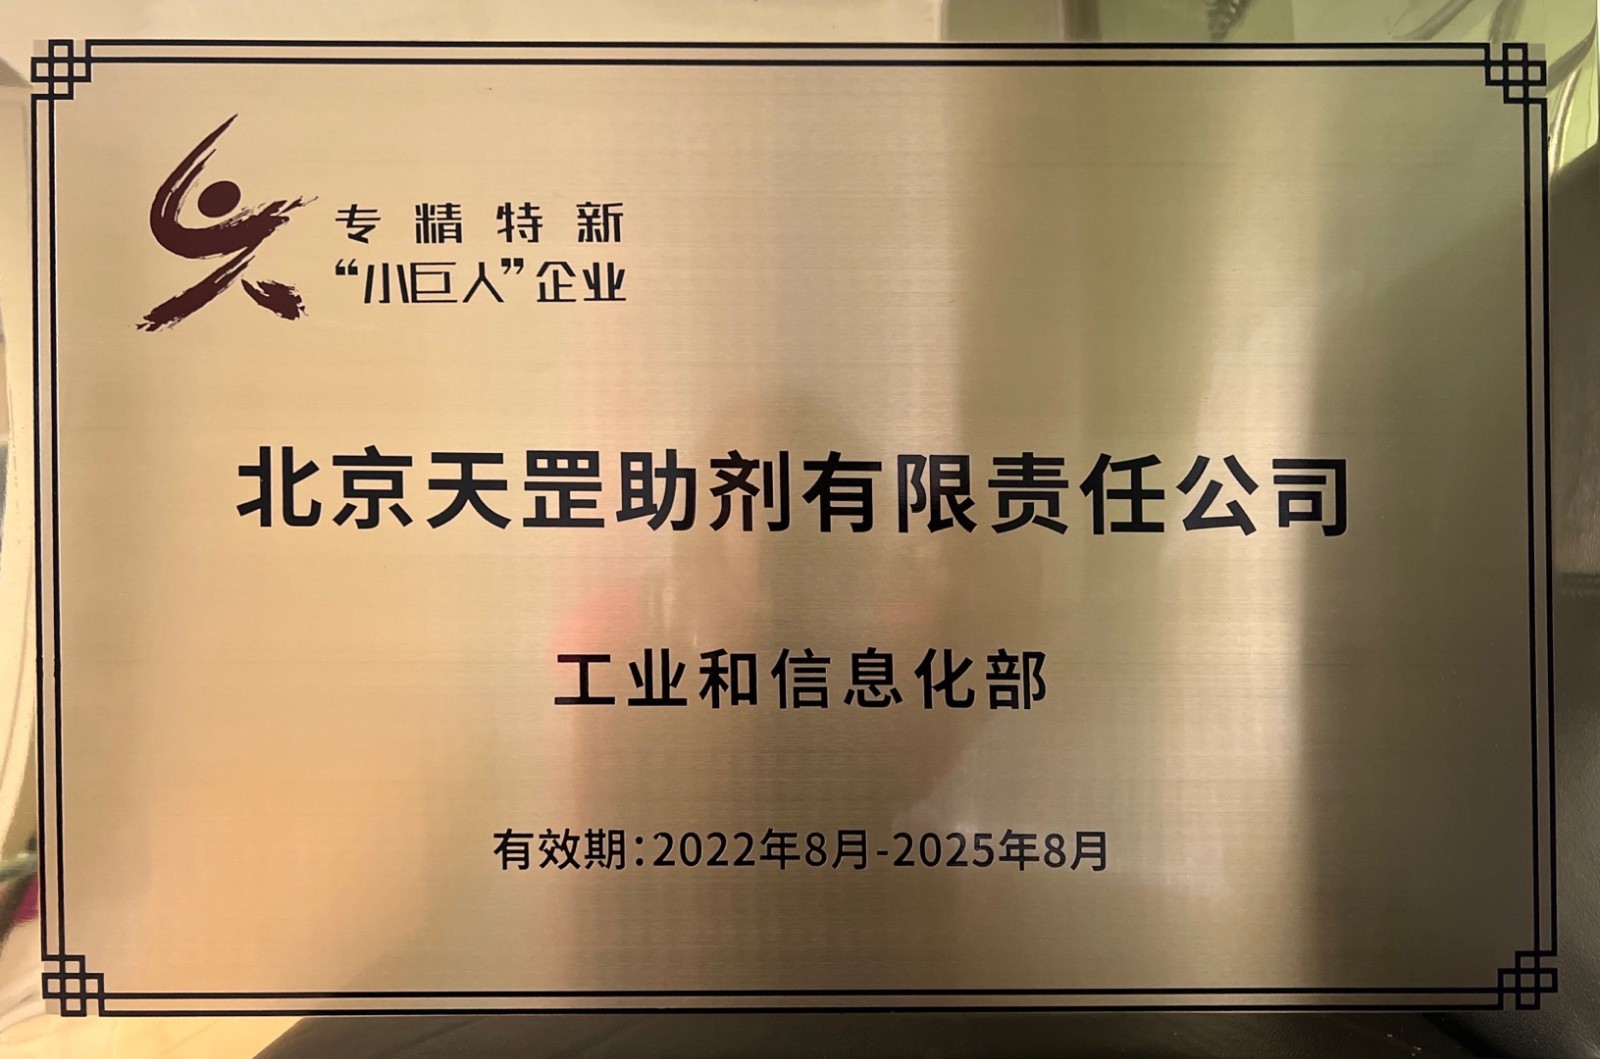 专精特新
“小巨人”企业
北京天罡助剂有限责任公司
工业和信息化部
有效期:2022年8月-2025年8月